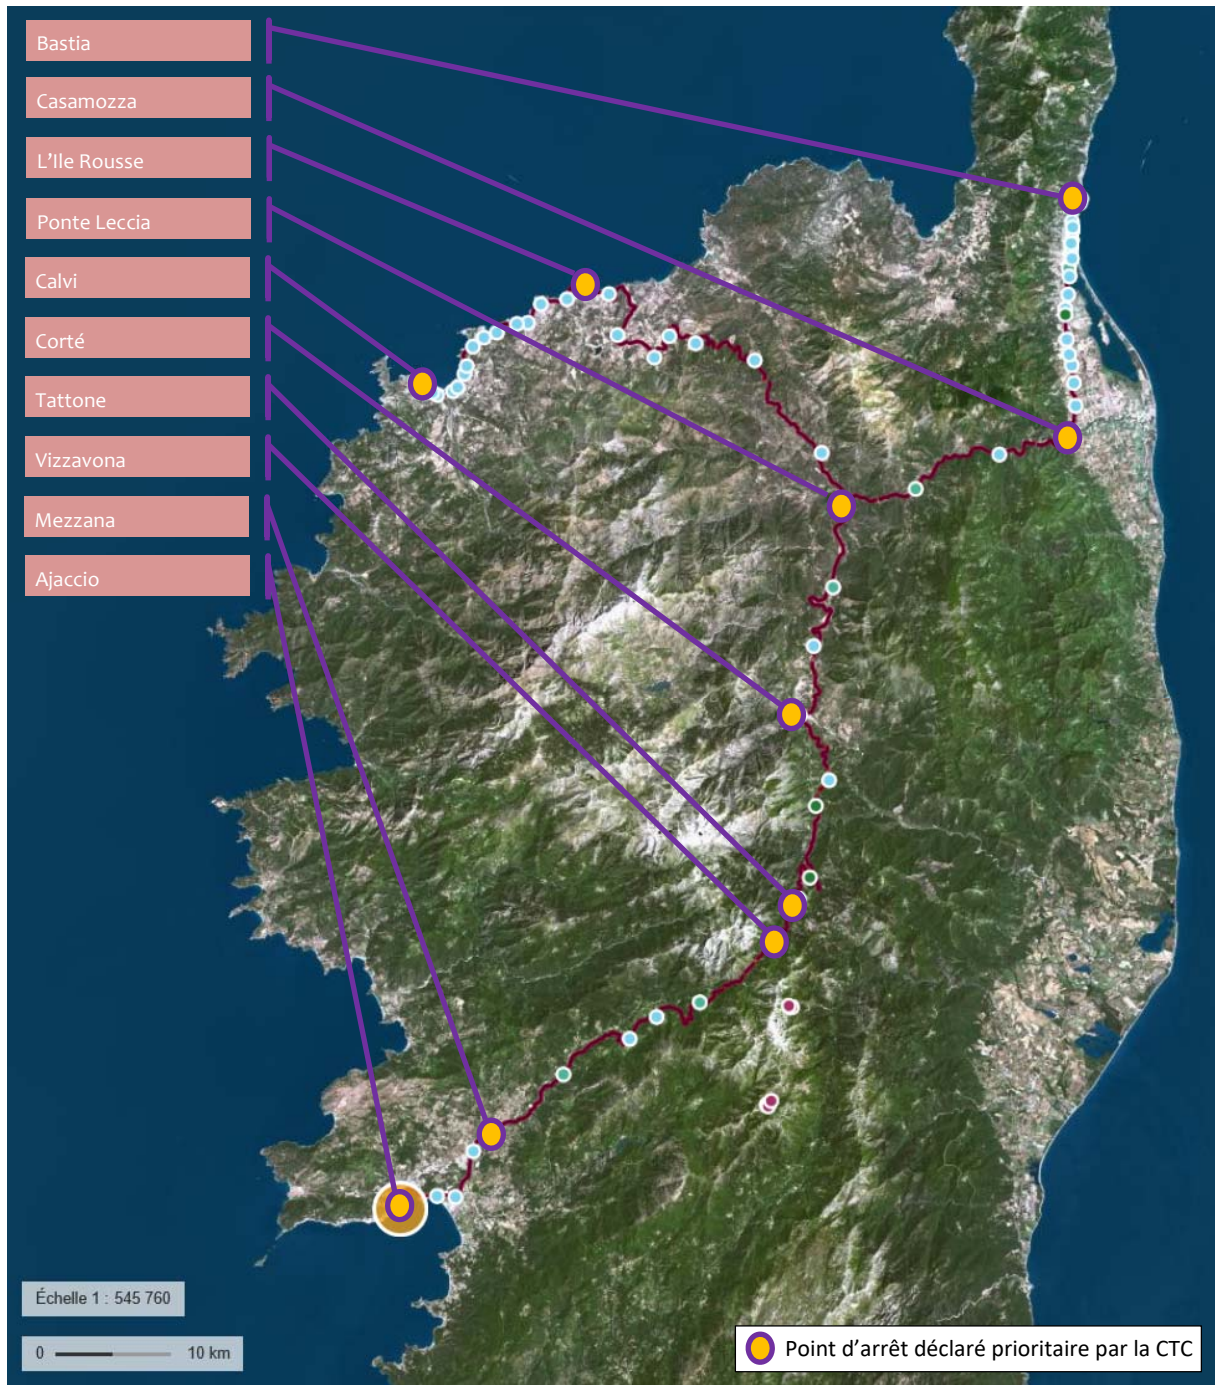 Bastia
Casamozza
L'Ile Rousse
Ponte Leccia
Calvi
Corté
Tattone
Vizzavona
Mezzana
Ajaccio
Échelle 1 : 545 760
0 10 km
Point d'arrêt déclaré prioritaire par la CTC